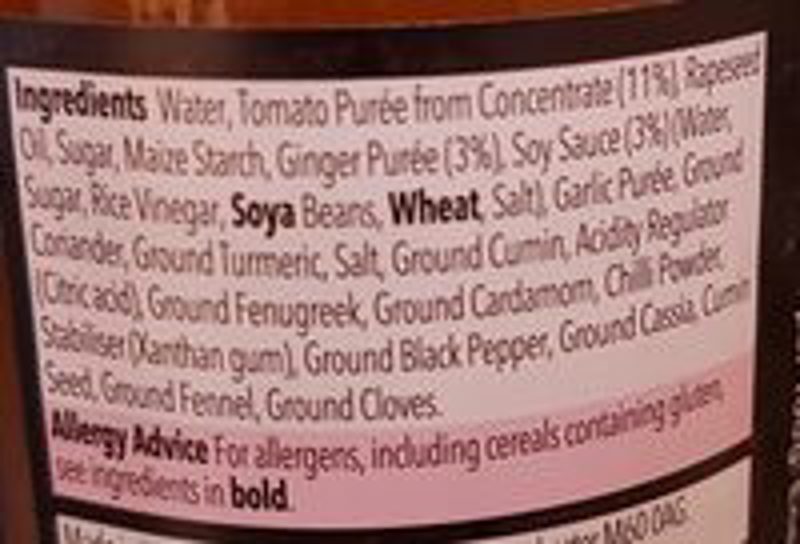 Ingredients Water, Tomato Purée from Concentrate (11%), Rapeseed
Oil, Sugar, Maize Starch, Ginger Purée (3%), Soy Sauce (3%) (Water,
Sugar, Rice Vinegar, Soya Beans, Wheat, Salt), Garlic Purée, Ground
Coriander, Ground Turmeric, Salt, Ground Cumin, Acidity Regulator
(Citric acid), Ground Fenugreek, Ground Cardamom, Chilli Powder,
Stabiliser (Xanthan gum), Ground Black Pepper, Ground Cassia, Cumin
Seed, Ground Fennel, Ground Cloves.
Allergy Advice For allergens, including cereals containing gluten,
see ingredients in bold.
M60 0AG.